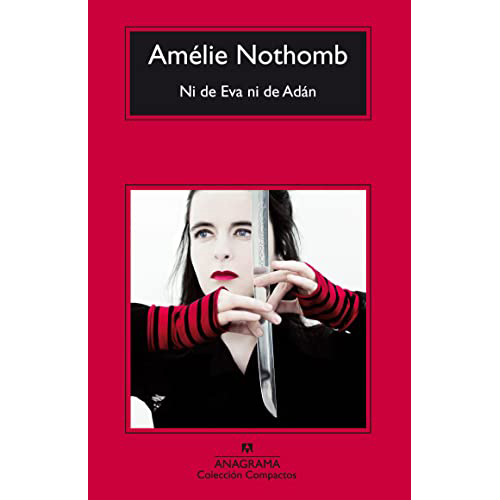 Amélie Nothomb
Ni de Eva ni de Adán
ANAGRAMA
Colección Compactos